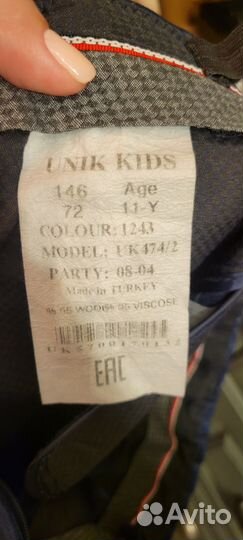 UNIK KIDS
146 Age
72 11-Y
COLOUR: 1243
MODEL: UK474/2
PARTY: 08-04
Made in TURKEY
VISCOSE
EAC
Avito